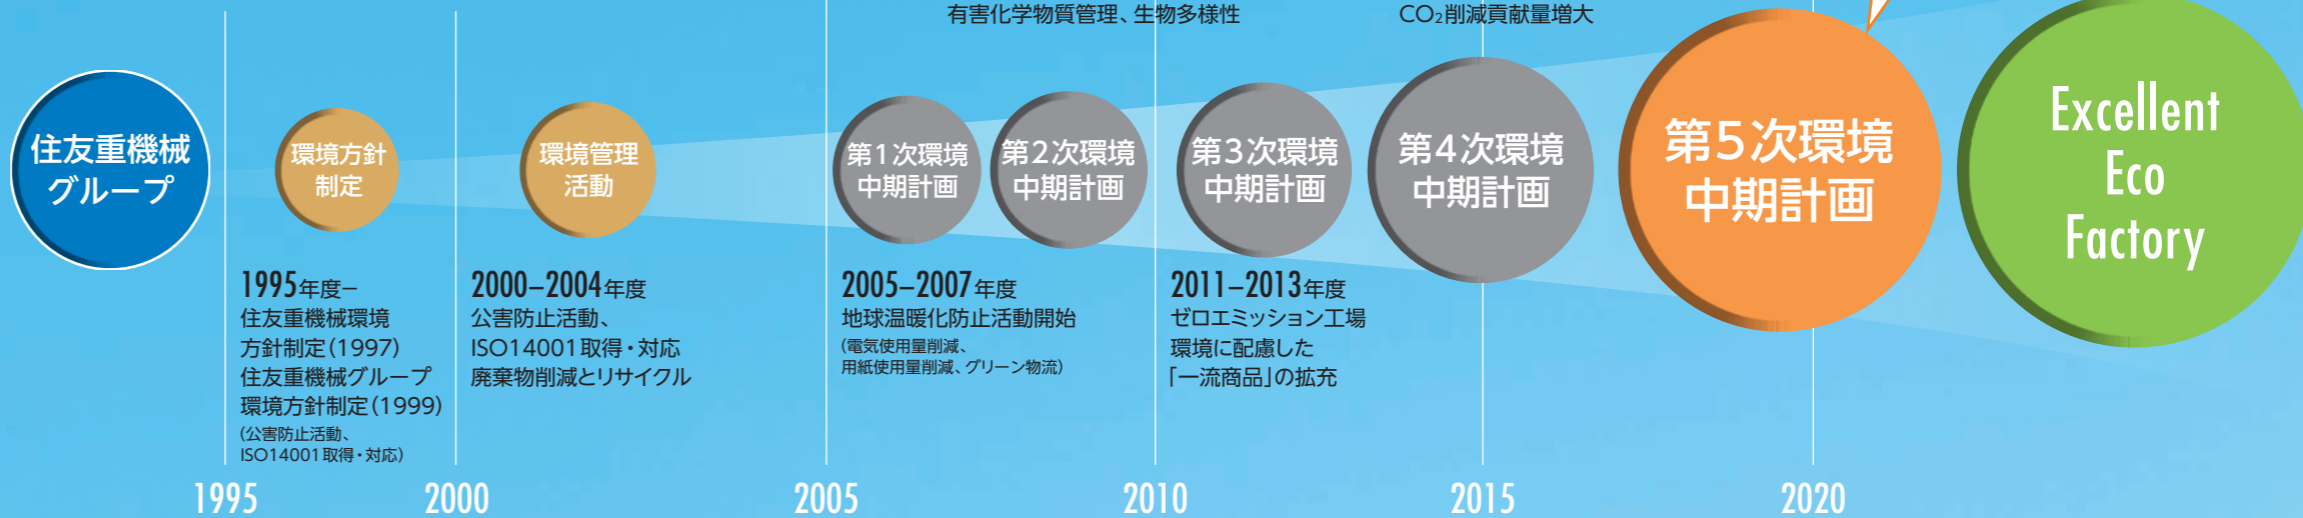 有害化学物質管理、生物多様性
CO₂削減貢献量増大
住友重機械
グループ
環境方針
制定
環境管理
活動
第1次環境
中期計画
第2次環境
中期計画
第3次環境
中期計画
第4次環境
中期計画
第5次環境
中期計画
Excellent
Eco
Factory
1995年度−
住友重機械環境
方針制定(1997)
住友重機械グループ
環境方針制定(1999)
(公害防止活動、
ISO14001取得・対応)
2000−2004年度
公害防止活動、
ISO14001取得・対応
廃棄物削減とリサイクル
2005−2007年度
地球温暖化防止活動開始
(電気使用量削減、
用紙使用量削減、グリーン物流)
2011−2013年度
ゼロエミッション工場
環境に配慮した
「一流商品」の拡充
1995
2000
2005
2010
2015
2020